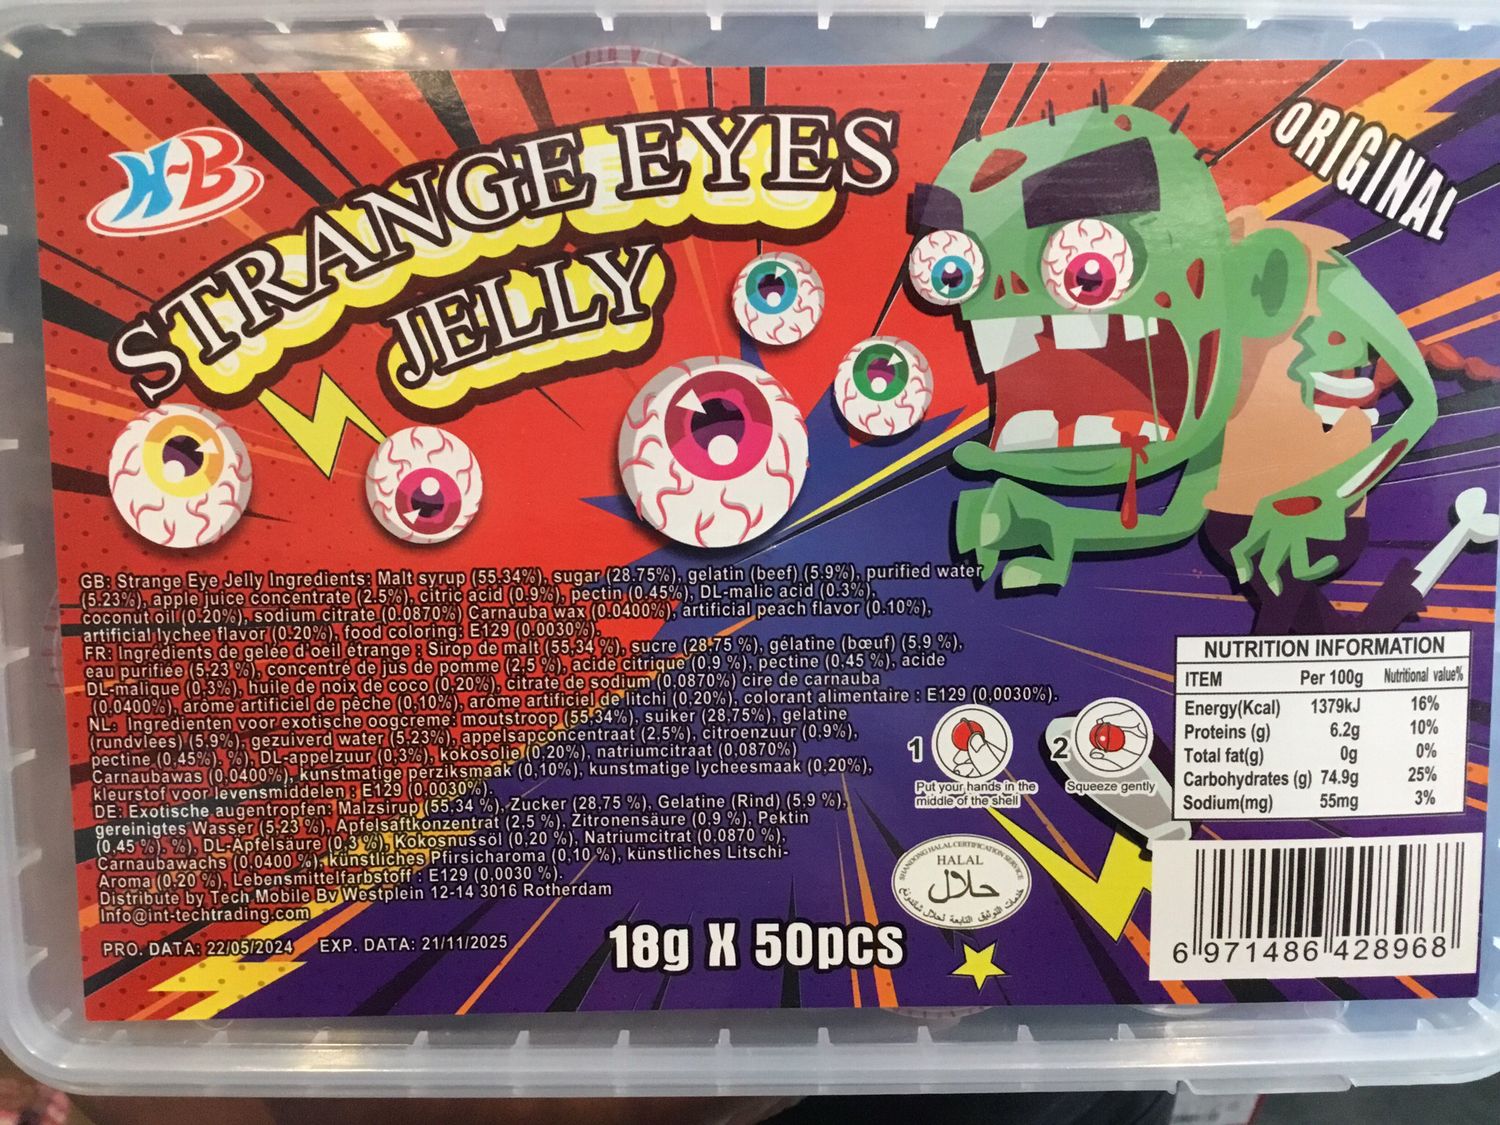 H-B
STRANGE EYES
JELLY
ORIGINAL
GB: Strange Eye Jelly Ingredients: Malt syrup (55.34%), sugar (28.75%), gelatin (beef) (5.9%), purified water
(5.23%), apple juice concentrate (2.5%), citric acid (0.9%), pectin (0.45%), DL-malic acid (0.3%),
coconut oil (0.20%), sodium citrate (0.0870%) Carnauba wax (0.0400%), artificial peach flavor (0.10%),
artificial lychee flavor (0.20%), food coloring: E129 (0.0030%).
FR: Ingrédients de gelée d'oeil étrange : Sirop de malt (55,34 %), sucre (28,75 %), gélatine (bœuf) (5,9 %),
eau purifiée (5,23 %), concentré de jus de pomme (2,5 %), acide citrique (0,9 %), pectine (0,45 %), acide
DL-malique (0,3%), huile de noix de coco (0,20%), citrate de sodium (0,0870%) cire de carnauba
(0,0400%), arôme artificiel de pêche (0,10%), arôme artificiel de litchi (0,20%), colorant alimentaire : E129 (0,0030%).
NL: Ingredienten voor exotische oogcreme: moutstroop (55,34%), suiker (28,75%), gelatine
(rundvlees) (5,9%), gezuiverd water (5,23%), appelsapconcentraat (2,5%), citroenzuur (0,9%),
pectine (0,45%), %), DL-appelzuur (0,3%), kokosolie (0,20%), natriumcitraat (0,0870%)
Carnaubawas (0,0400%), kunstmatige perziksmaak (0,10%), kunstmatige lycheesmaak (0,20%),
kleurstof voor levensmiddelen : E129 (0,0030%).
DE: Exotische augentropfen: Malzsirup (55,34 %), Zucker (28,75 %), Gelatine (Rind) (5,9 %),
gereinigtes Wasser (5,23 %), Apfelsaftkonzentrat (2,5 %), Zitronensäure (0,9 %), Pektin
(0,45 %), %), DL-Apfelsäure (0,3 %), Kokosnussöl (0,20 %), Natriumcitrat (0,0870 %),
Carnaubawachs (0,0400 %), künstliches Pfirsicharoma (0,10 %), künstliches Litschi-
Aroma (0,20 %), Lebensmittelfarbstoff : E129 (0,0030 %).
Distribute by Tech Mobile Bv Westplein 12-14 3016 Rotherdam
Info@int-techtrading.com
PRO. DATA: 22/05/2024 EXP. DATA: 21/11/2025
18g X 50pcs
1
Put your hands in the
middle of the shell
2
Squeeze gently
SHANDONG HALAL CERTIFICATION SERVICE
HALAL
حلال
NUTRITION INFORMATION
ITEM Per 100g Nutritional value%
Energy(Kcal) 1379kJ 16%
Proteins (g) 6.2g 10%
Total fat(g) 0g 0%
Carbohydrates (g) 74.9g 25%
Sodium(mg) 55mg 3%
6 971486 428968